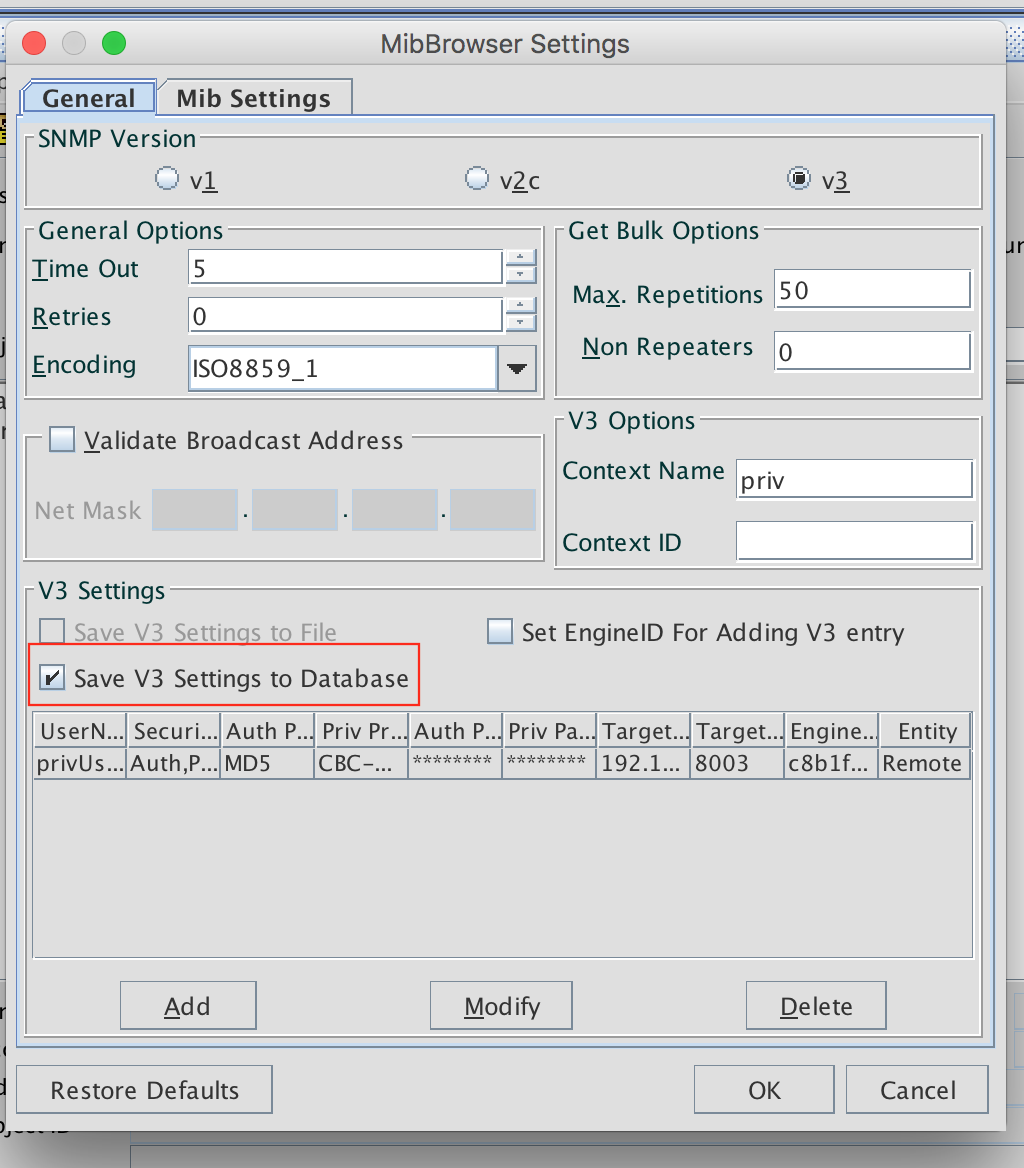 MibBrowser Settings
General
Mib Settings
SNMP Version
v1
v2c
v3
General Options
Time Out
5
Retries
0
Encoding
ISO8859_1
Get Bulk Options
Max. Repetitions
50
Non Repeaters
0
Validate Broadcast Address
Net Mask . . .
V3 Options
Context Name
priv
Context ID
V3 Settings
Save V3 Settings to File
Set EngineID For Adding V3 entry
Save V3 Settings to Database
UserN... Securi... Auth P... Priv Pr... Auth P... Priv Pa... Target... Target... Engine... Entity
privUs... Auth,P... MD5 CBC-... ******** ******** 192.1... 8003 c8b1f... Remote
Add
Modify
Delete
Restore Defaults
OK
Cancel